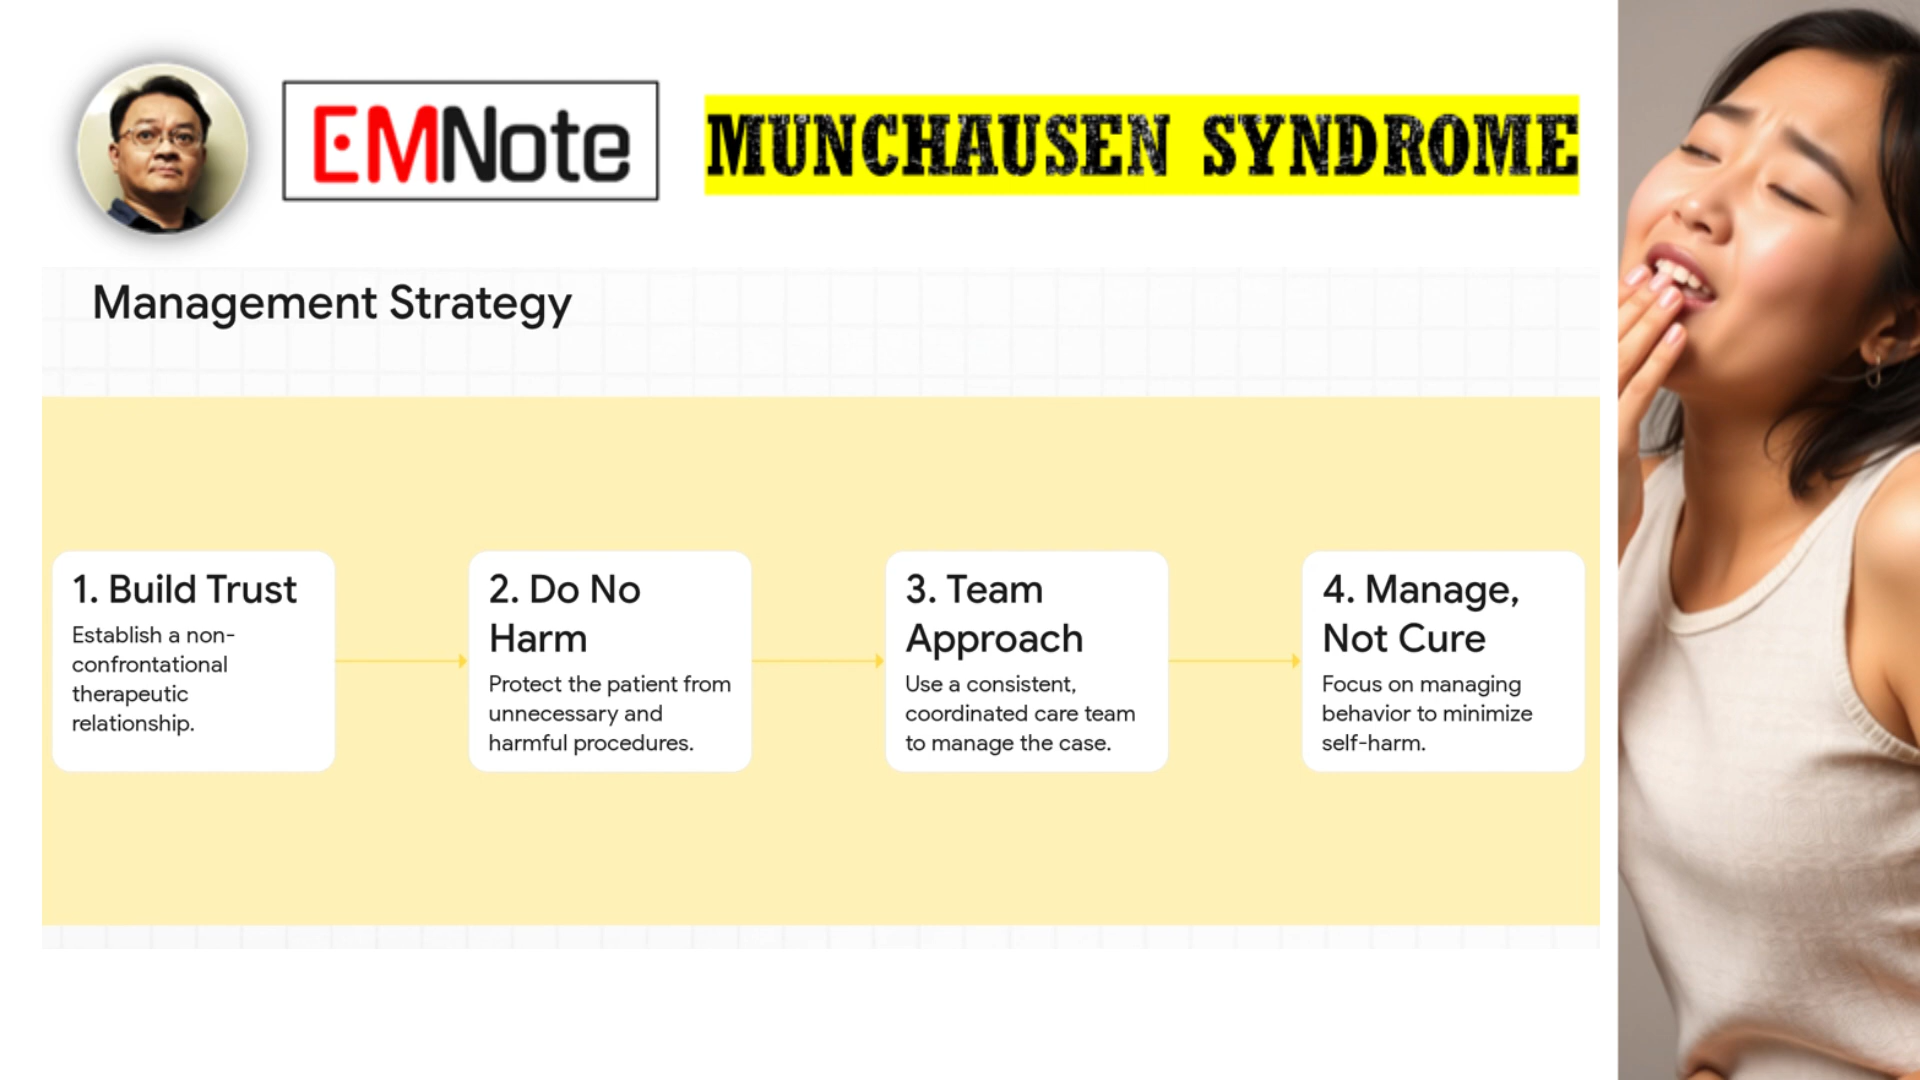 EMNote
MUNCHAUSEN SYNDROME
Management Strategy
1. Build Trust
Establish a non-
confrontational
therapeutic
relationship.
2. Do No
Harm
Protect the patient from
unnecessary and
harmful procedures.
3. Team
Approach
Use a consistent,
coordinated care team
to manage the case.
4. Manage,
Not Cure
Focus on managing
behavior to minimize
self-harm.